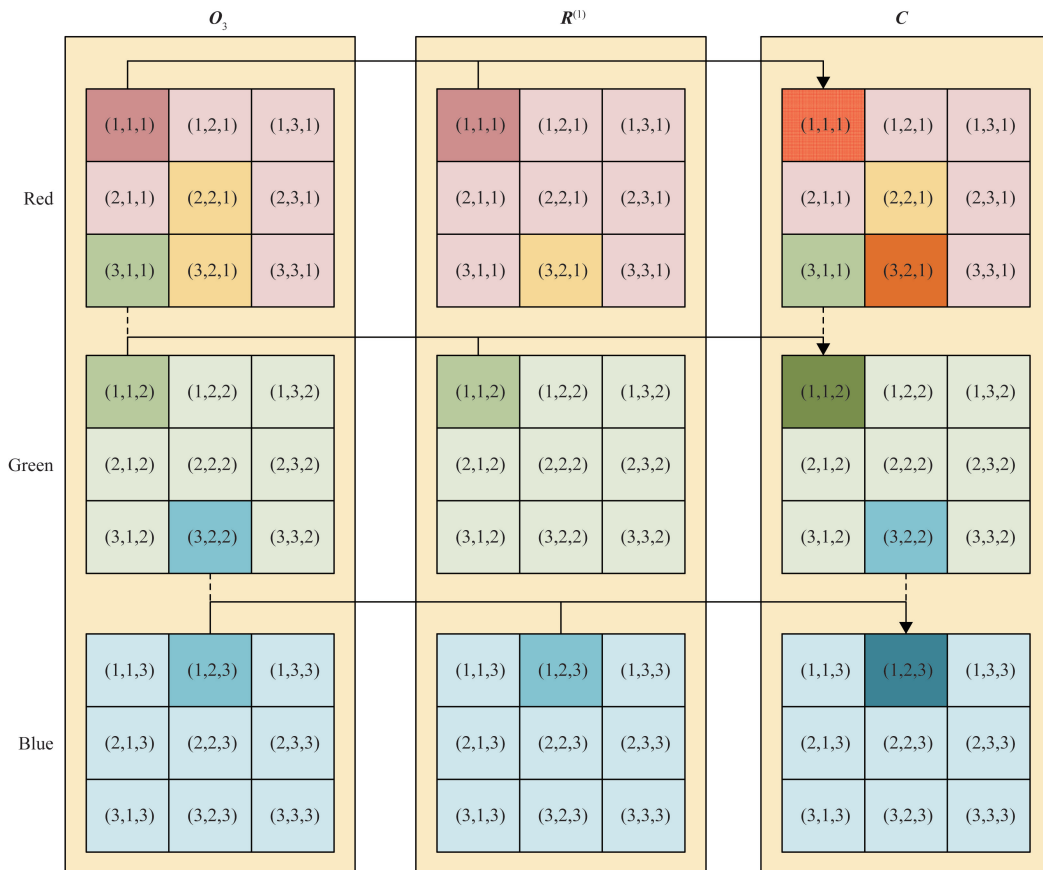 O₃ R⁽¹⁾ C
(1,1,1) (1,2,1) (1,3,1) (1,1,1) (1,2,1) (1,3,1) (1,1,1) (1,2,1) (1,3,1)
Red (2,1,1) (2,2,1) (2,3,1) (2,1,1) (2,2,1) (2,3,1) (2,1,1) (2,2,1) (2,3,1)
(3,1,1) (3,2,1) (3,3,1) (3,1,1) (3,2,1) (3,3,1) (3,1,1) (3,2,1) (3,3,1)
(1,1,2) (1,2,2) (1,3,2) (1,1,2) (1,2,2) (1,3,2) (1,1,2) (1,2,2) (1,3,2)
Green (2,1,2) (2,2,2) (2,3,2) (2,1,2) (2,2,2) (2,3,2) (2,1,2) (2,2,2) (2,3,2)
(3,1,2) (3,2,2) (3,3,2) (3,1,2) (3,2,2) (3,3,2) (3,1,2) (3,2,2) (3,3,2)
(1,1,3) (1,2,3) (1,3,3) (1,1,3) (1,2,3) (1,3,3) (1,1,3) (1,2,3) (1,3,3)
Blue (2,1,3) (2,2,3) (2,3,3) (2,1,3) (2,2,3) (2,3,3) (2,1,3) (2,2,3) (2,3,3)
(3,1,3) (3,2,3) (3,3,3) (3,1,3) (3,2,3) (3,3,3) (3,1,3) (3,2,3) (3,3,3)